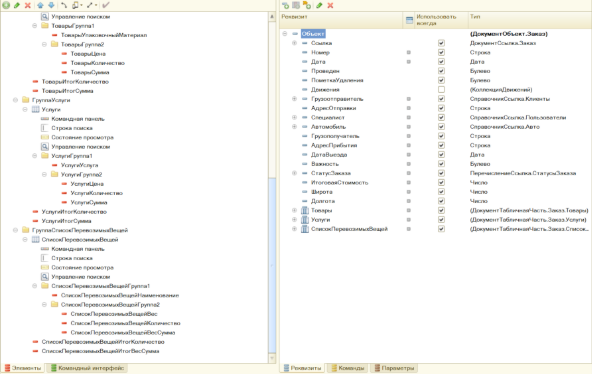 Управление поиском
ТоварыГруппа1
ТоварыУпаковочныйМатериал
ТоварыГруппа2
ТоварыЦена
ТоварыКоличество
ТоварыСумма
ТоварыИтогКоличество
ТоварыИтогСумма
ГруппаУслуги
Услуги
Командная панель
Строка поиска
Состояние просмотра
Управление поиском
УслугиГруппа1
УслугиУслуга
УслугиГруппа2
УслугиЦена
УслугиКоличество
УслугиСумма
УслугиИтогКоличество
УслугиИтогСумма
ГруппаСписокПеревозимыхВещей
СписокПеревозимыхВещей
Командная панель
Строка поиска
Состояние просмотра
Управление поиском
СписокПеревозимыхВещейГруппа1
СписокПеревозимыхВещейНаименование
СписокПеревозимыхВещейГруппа2
СписокПеревозимыхВещейВес
СписокПеревозимыхВещейКоличество
СписокПеревозимыхВещейВесСумма
СписокПеревозимыхВещейИтогКоличество
СписокПеревозимыхВещейИтогВесСумма
Элементы Командный интерфейс
Реквизит Использовать всегда Тип
Объект (ДокументОбъект.Заказ)
Ссылка ДокументСсылка.Заказ
Номер Строка
Дата Дата
Проведен Булево
ПометкаУдаления Булево
Движения (КоллекцияДвижений)
Грузоотправитель СправочникСсылка.Клиенты
АдресОтправки Строка
Специалист СправочникСсылка.Пользователи
Автомобиль СправочникСсылка.Авто
Грузополучатель Строка
АдресПрибытия Строка
ДатаВыезда Дата
Важность Булево
СтатусЗаказа ПеречислениеСсылка.СтатусыЗаказа
ИтоговаяСтоимость Число
Широта Число
Долгота Число
Товары (ДокументТабличнаяЧасть.Заказ.Товары)
Услуги (ДокументТабличнаяЧасть.Заказ.Услуги)
СписокПеревозимыхВещей (ДокументТабличнаяЧасть.Заказ.Список...
Реквизиты Команды Параметры